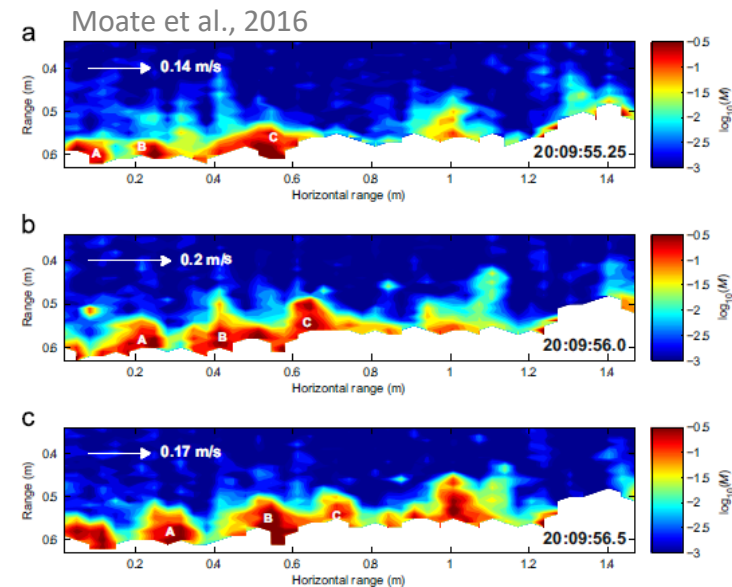 Moate et al., 2016
a
0.14 m/s
0.4
0.5
0.6
Range (m)
A
B
C
20:09:55.25
0.2 0.4 0.6 0.8 1 1.2 1.4
Horizontal range (m)
−0.5
−1
−1.5
−2
−2.5
−3
log10(M)
b
0.2 m/s
0.4
0.5
0.6
Range (m)
A
B
C
20:09:56.0
0.2 0.4 0.6 0.8 1 1.2 1.4
Horizontal range (m)
−0.5
−1
−1.5
−2
−2.5
−3
log10(M)
c
0.17 m/s
0.4
0.5
0.6
Range (m)
A
B
C
20:09:56.5
0.2 0.4 0.6 0.8 1 1.2 1.4
Horizontal range (m)
−0.5
−1
−1.5
−2
−2.5
−3
log10(M)